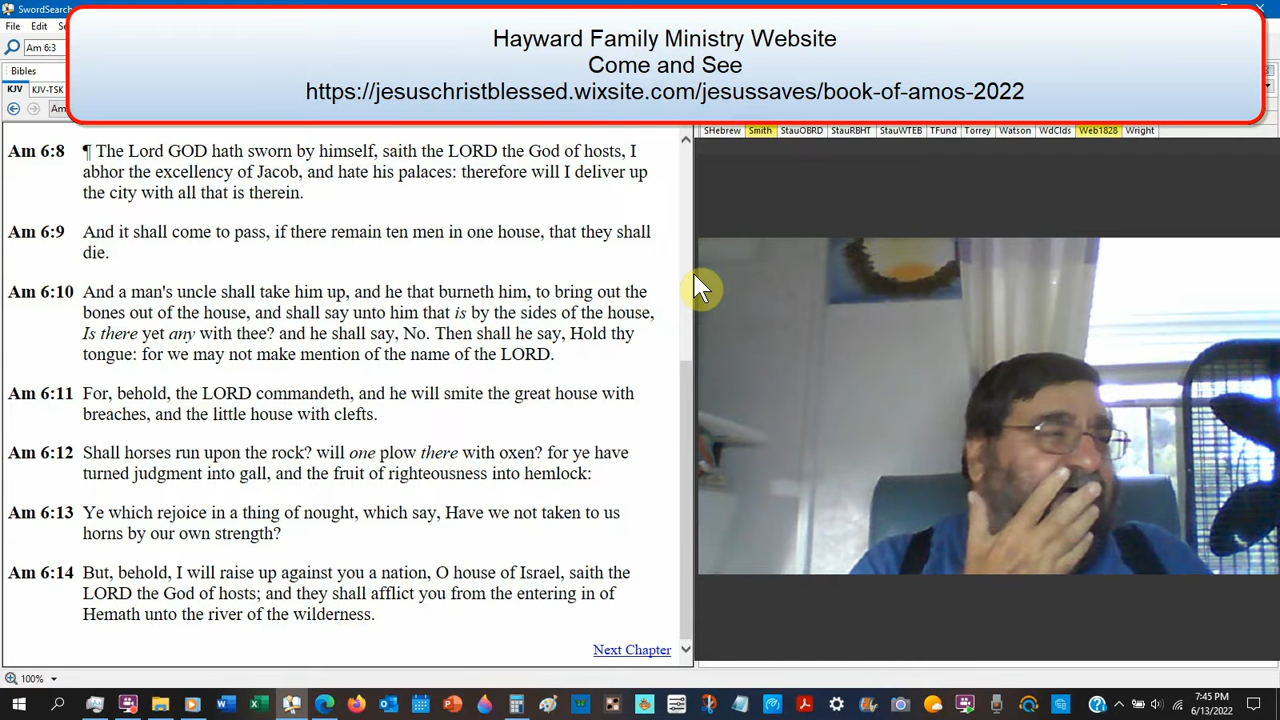 SwordSearch
Hayward Family Ministry Website
Come and See
https://jesuschristblessed.wixsite.com/jesussaves/book-of-amos-2022
File Edit
Am 6:3
Bibles
KJV KJV-TSK
Am
SHebrew Smith StauOBRD StauRBHT StauWTEB TFund Torrey Watson WdClds Web1828 Wright
Am 6:8 ¶ The Lord GOD hath sworn by himself, saith the LORD the God of hosts, I
abhor the excellency of Jacob, and hate his palaces: therefore will I deliver up
the city with all that is therein.
Am 6:9 And it shall come to pass, if there remain ten men in one house, that they shall
die.
Am 6:10 And a man's uncle shall take him up, and he that burneth him, to bring out the
bones out of the house, and shall say unto him that is by the sides of the house,
Is there yet any with thee? and he shall say, No. Then shall he say, Hold thy
tongue: for we may not make mention of the name of the LORD.
Am 6:11 For, behold, the LORD commandeth, and he will smite the great house with
breaches, and the little house with clefts.
Am 6:12 Shall horses run upon the rock? will one plow there with oxen? for ye have
turned judgment into gall, and the fruit of righteousness into hemlock:
Am 6:13 Ye which rejoice in a thing of nought, which say, Have we not taken to us
horns by our own strength?
Am 6:14 But, behold, I will raise up against you a nation, O house of Israel, saith the
LORD the God of hosts; and they shall afflict you from the entering in of
Hemath unto the river of the wilderness.
Next Chapter
100%
7:45 PM
6/13/2022